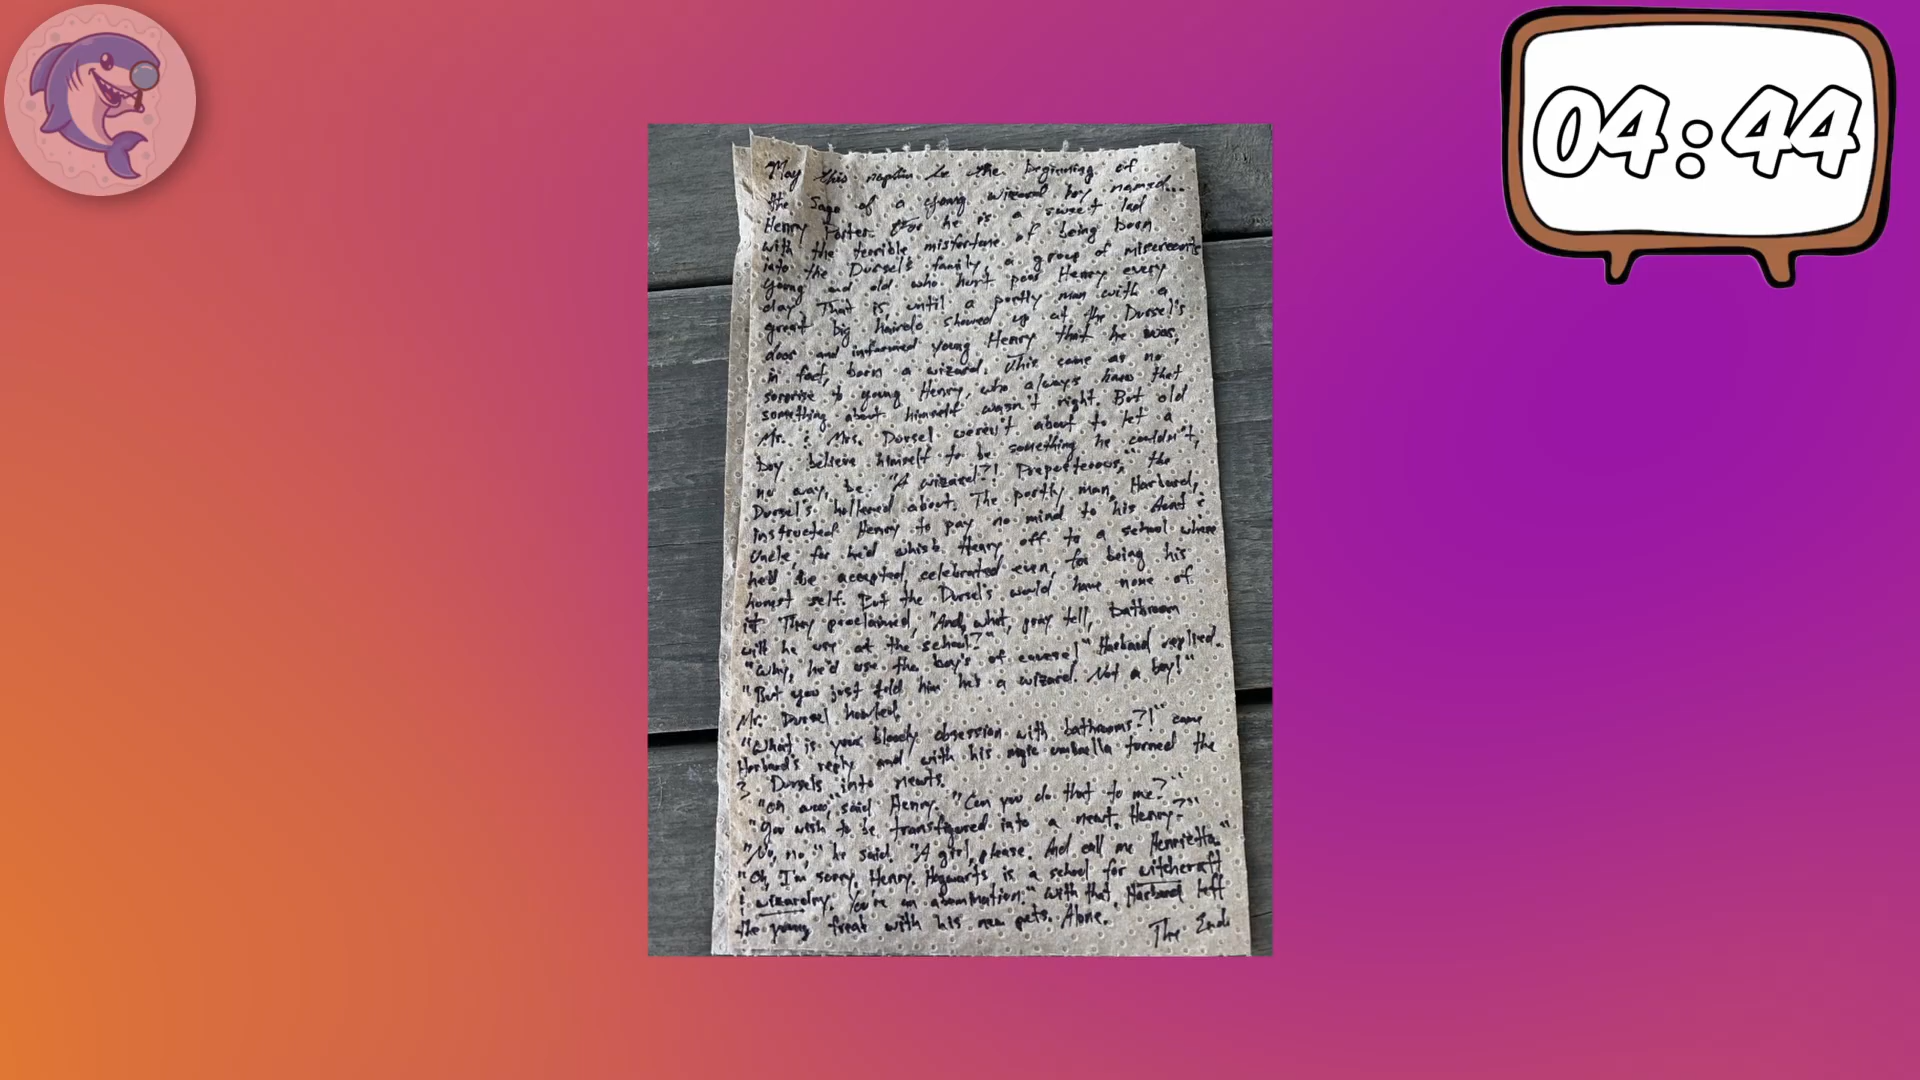 04:44
May this napkin be the beginning of
the Saga of a young wizard boy named...
Henry Porter. For he is a sweet lad
with the terrible misfortune of being born
into the Dursel's family, a group of miscreants
young and old who hurt poor Henry every
day. That is, until a portly man with a
great big hairdo showed up at the Dursel's
door and informed young Henry that he was,
in fact, born a wizard. This came as no
surprise to young Henry, who always knew that
something about himself wasn't right. But old
Mr. & Mrs. Dursel weren't about to let a
boy believe himself to be something he couldn't,
no way, be. "A wizard?! Preposterous," the
Dursel's hollered about. The portly man, Harbard,
instructed Henry to pay no mind to his Aunt &
Uncle, for he'd whisk Henry off to a school where
he'd be accepted, celebrated even, for being his
honest self. But the Dursel's would have none of
it. They proclaimed, "And, what, pray tell, bathroom
will he use at the school?"
"Why, he'd use the boy's of course!" Harbard replied.
"But you just told him he's a wizard. Not a boy!"
Mr. Dursel howled.
"What is your bloody obsession with bathrooms?!" came
Harbard's reply and with his magic umbrella turned the
3 Dursels into newts.
"Oh wow," said Henry. "Can you do that to me?"
"You wish to be transfigured into a newt, Henry?"
"No, no," he said. "A girl, please. And call me Henrietta."
"Oh, I'm sorry, Henry. Hogwarts is a school for witchcraft
& wizardry. You're an abomination." With that, Harbard left
the young freak with his new pets. Alone.
The End.